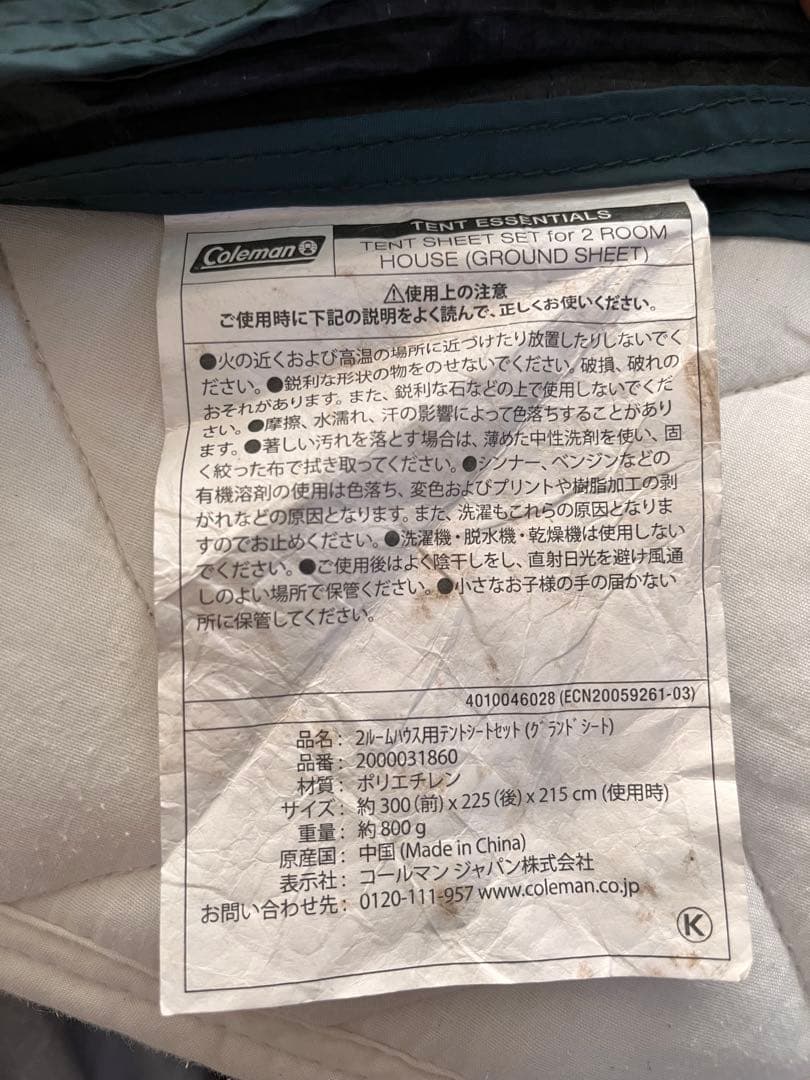 Coleman
TENT ESSENTIALS
TENT SHEET SET for 2 ROOM
HOUSE (GROUND SHEET)
⚠使用上の注意
ご使用時に下記の説明をよく読んで、正しくお使いください。
●火の近くおよび高温の場所に近づけたり放置したりしないでく
ださい。●鋭利な形状の物をのせないでください。破損、破れの
おそれがあります。また、鋭利な石などの上で使用しないでくだ
さい。●摩擦、水濡れ、汗の影響によって色落ちすることがあり
ます。●著しい汚れを落とす場合は、薄めた中性洗剤を使い、固
く絞った布で拭き取ってください。●シンナー、ベンジンなどの
有機溶剤の使用は色落ち、変色およびプリントや樹脂加工の剥
がれなどの原因となります。また、洗濯もこれらの原因となりま
すのでお止めください。●洗濯機・脱水機・乾燥機は使用しない
でください。●ご使用後はよく陰干しをし、直射日光を避け風通
しのよい場所で保管ください。●小さなお子様の手の届かない
所に保管してください。
4010046028 (ECN20059261-03)
品名：2ルームハウス用テントシートセット(グランドシート)
品番：2000031860
材質：ポリエチレン
サイズ：約300(前) x 225(後) x 215 cm (使用時)
重量：約800 g
原産国：中国 (Made in China)
表示社：コールマン ジャパン株式会社
お問い合わせ先：0120-111-957 www.coleman.co.jp
K